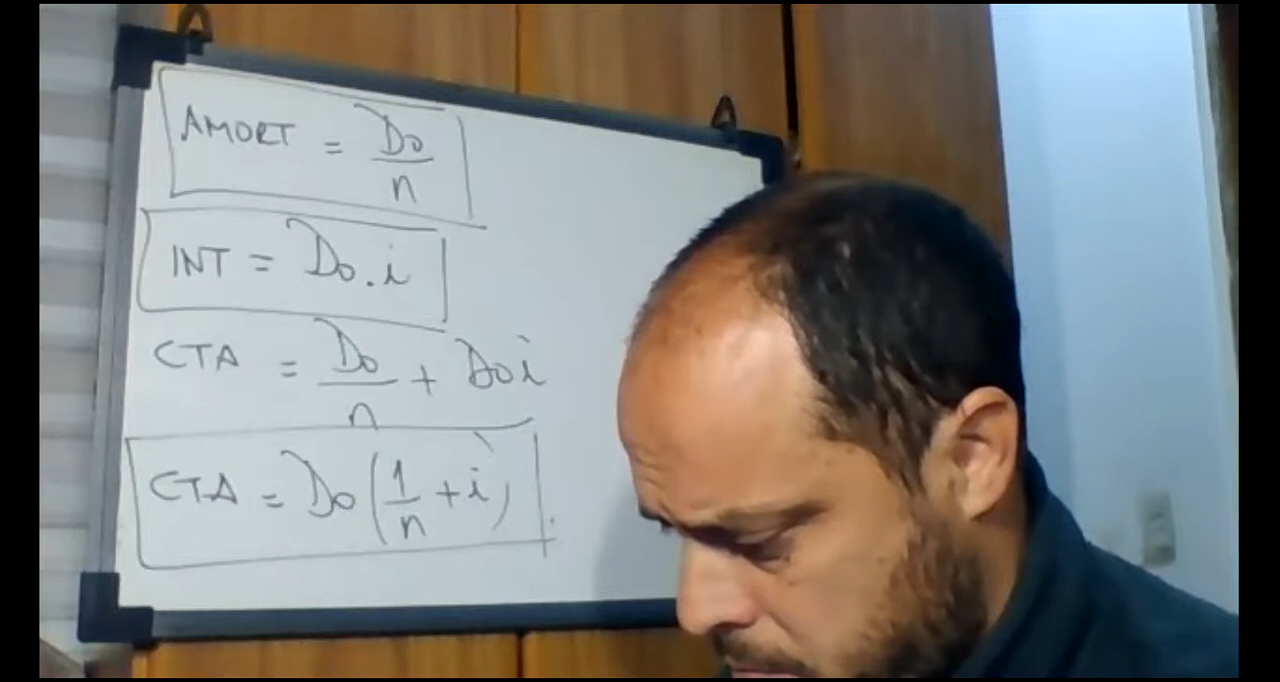 AMORT = Do/n
INT = Do.i
CTA = Do/n + Doi
CTA = Do(1/n + i).